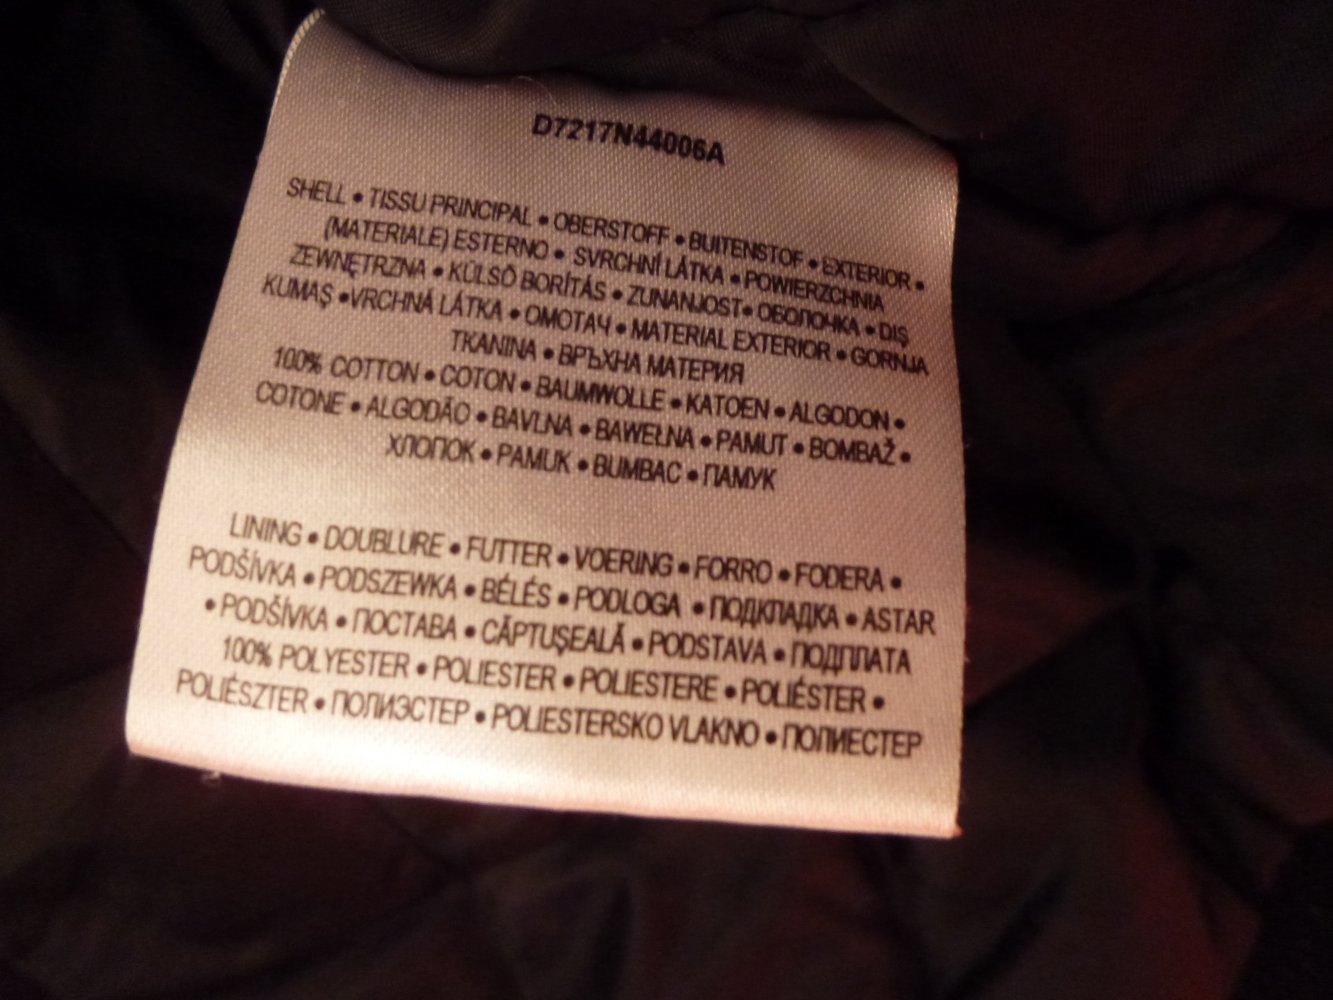 D7217N44006A
SHELL • TISSU PRINCIPAL • OBERSTOFF • BUITENSTOF • EXTERIOR •
(MATERIALE) ESTERNO • SVRCHNÍ LÁTKA • POWIERZCHNIA
ZEWNĘTRZNA • KÜLSŐ BORÍTÁS • ZUNANJOST • ОБОЛОЧКА • DIŞ
KUMAŞ • VRCHNÁ LÁTKA • ОМОТАЧ • MATERIAL EXTERIOR • GORNJA
TKANINA • ВРЪХНА МАТЕРИЯ
100% COTTON • COTON • BAUMWOLLE • KATOEN • ALGODON •
COTONE • ALGODÃO • BAVLNA • BAWEŁNA • PAMUT • BOMBAŽ •
ХЛОПОК • PAMUK • BUMBAC • ПАМУК
LINING • DOUBLURE • FUTTER • VOERING • FORRO • FODERA •
PODŠÍVKA • PODSZEWKA • BÉLÉS • PODLOGA • ПОДКЛАДКА • ASTAR
• PODŠÍVKA • ПОСТАВА • CĂPTUŞEALĂ • PODSTAVA • ПОДПЛАТА
100% POLYESTER • POLIESTER • POLIESTERE • POLIÉSTER •
POLIÉSZTER • ПОЛИЭСТЕР • POLIESTERSKO VLAKNO • ПОЛИЕСТЕР